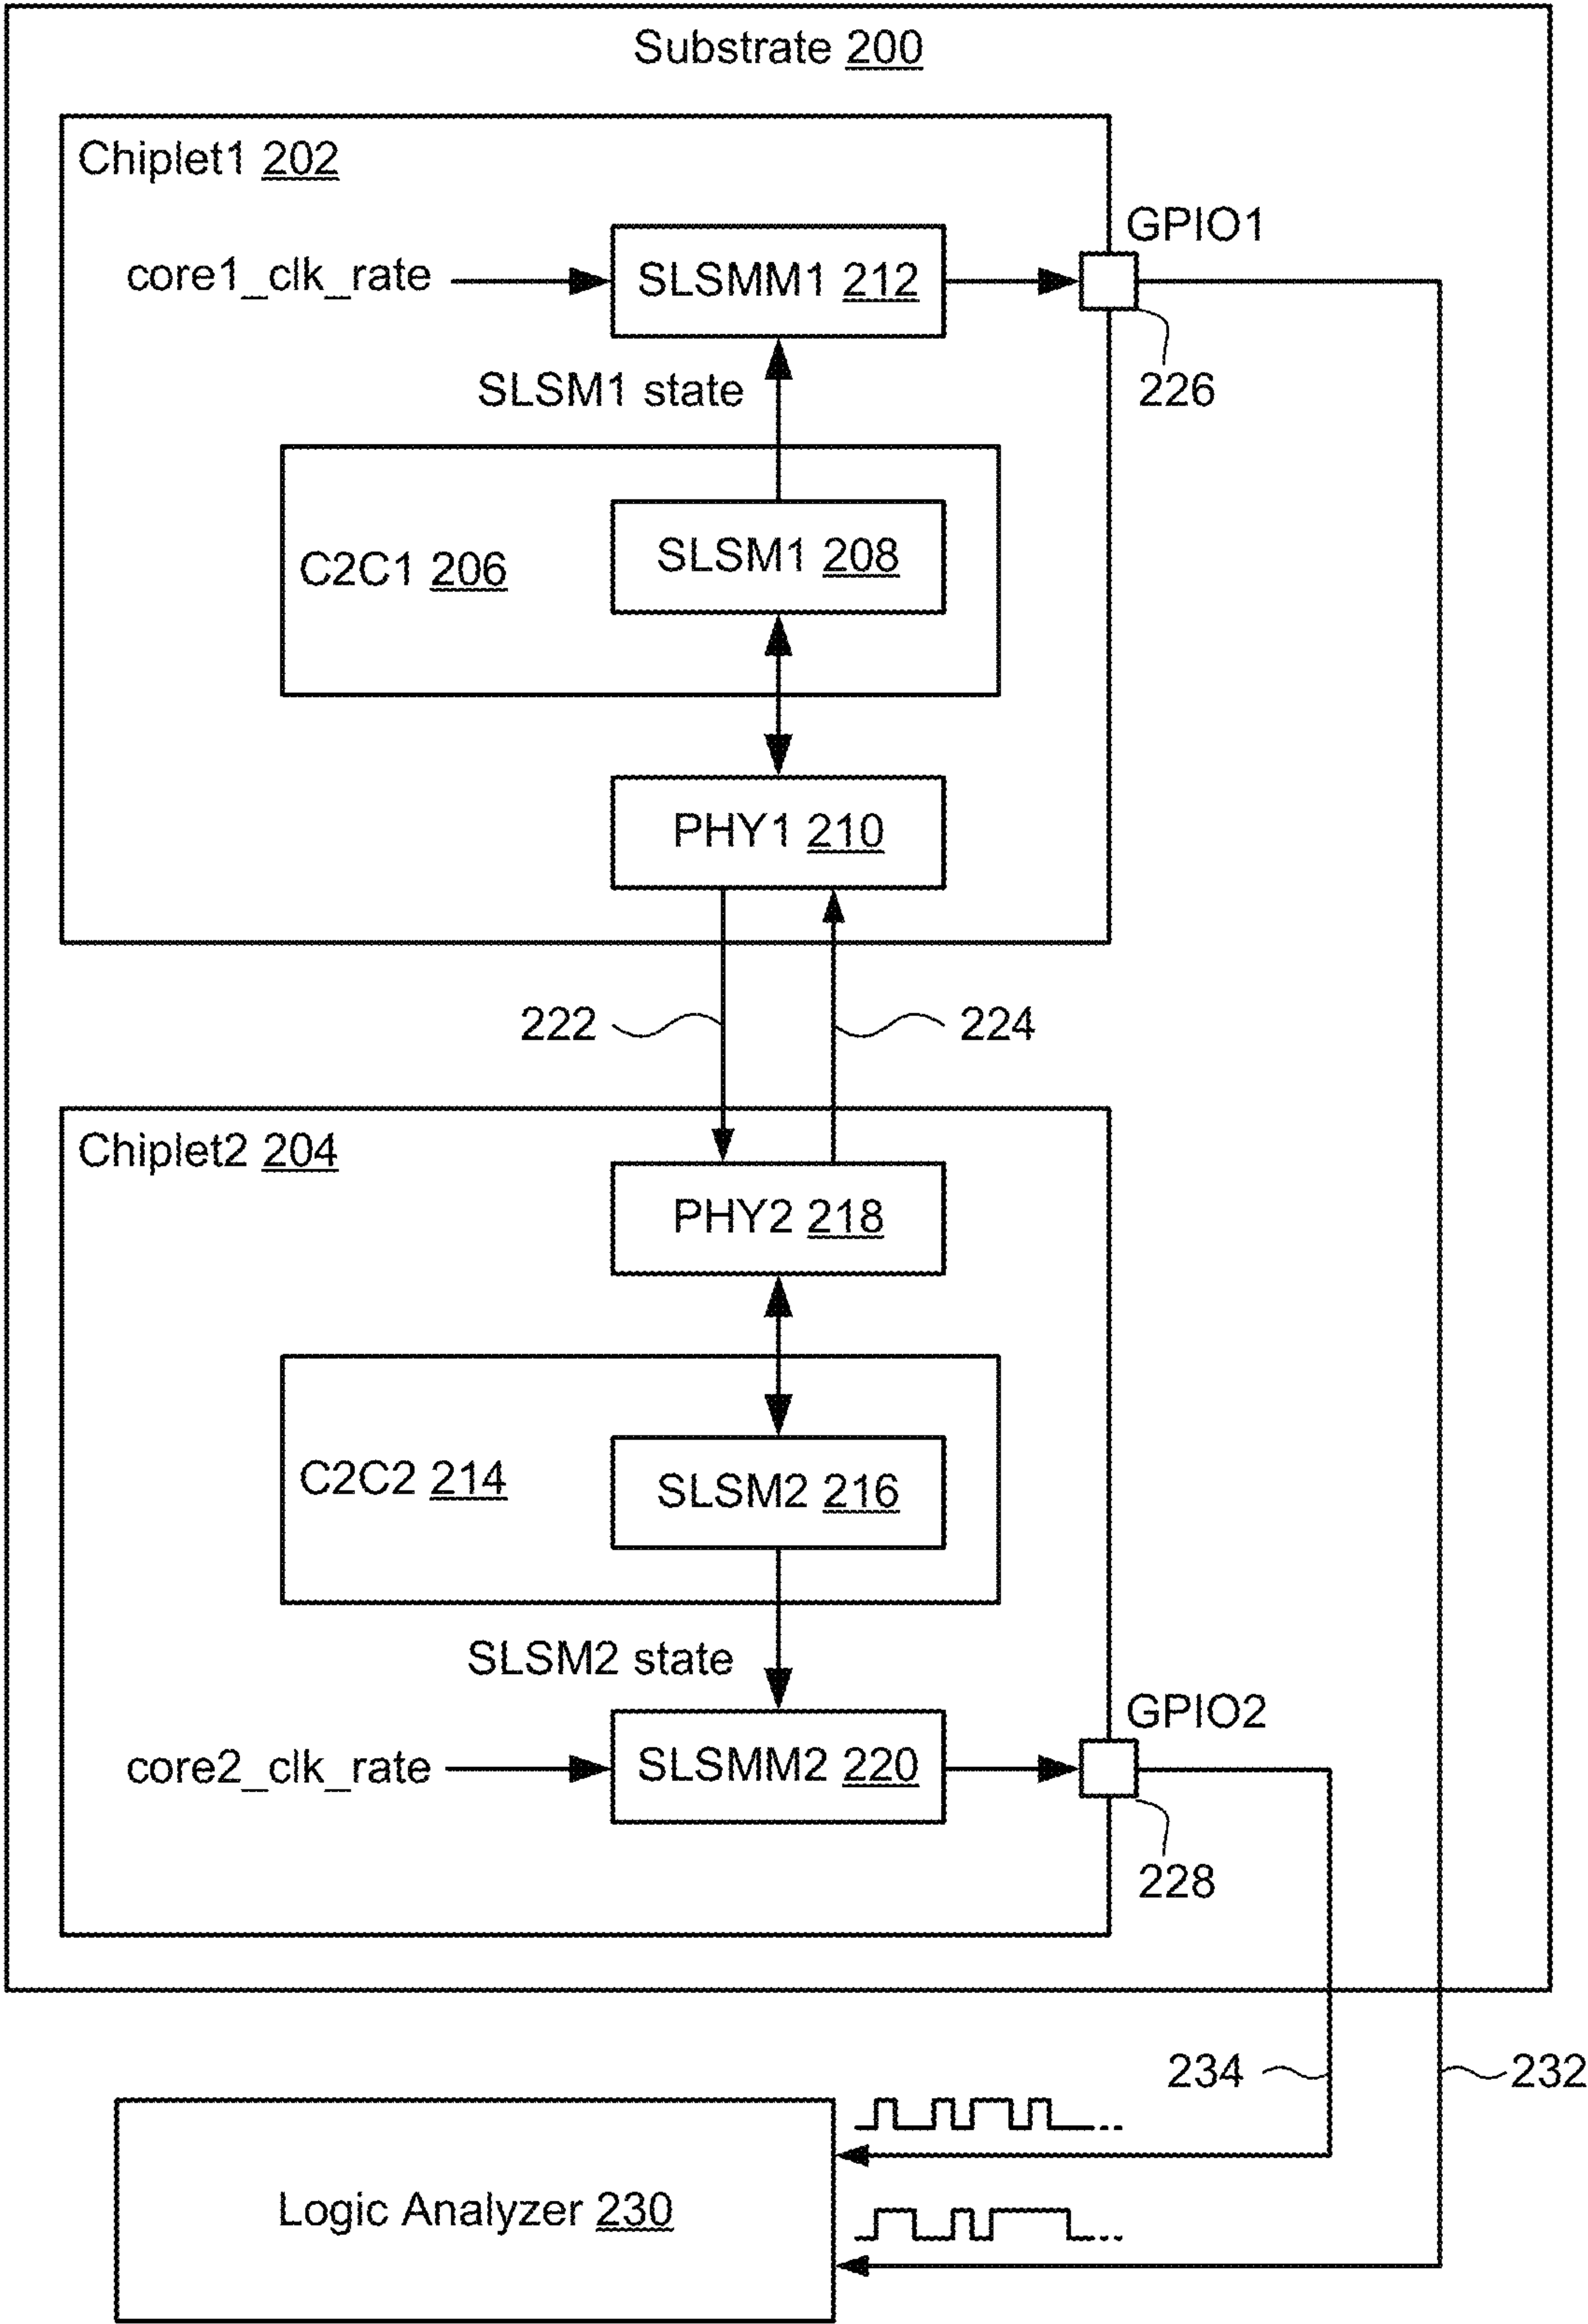 Substrate 200
Chiplet1 202
GPIO1
core1_clk_rate
SLSMM1 212
226
SLSM1 state
C2C1 206
SLSM1 208
PHY1 210
222
224
Chiplet2 204
PHY2 218
C2C2 214
SLSM2 216
SLSM2 state
GPIO2
core2_clk_rate
SLSMM2 220
228
234
232
Logic Analyzer 230